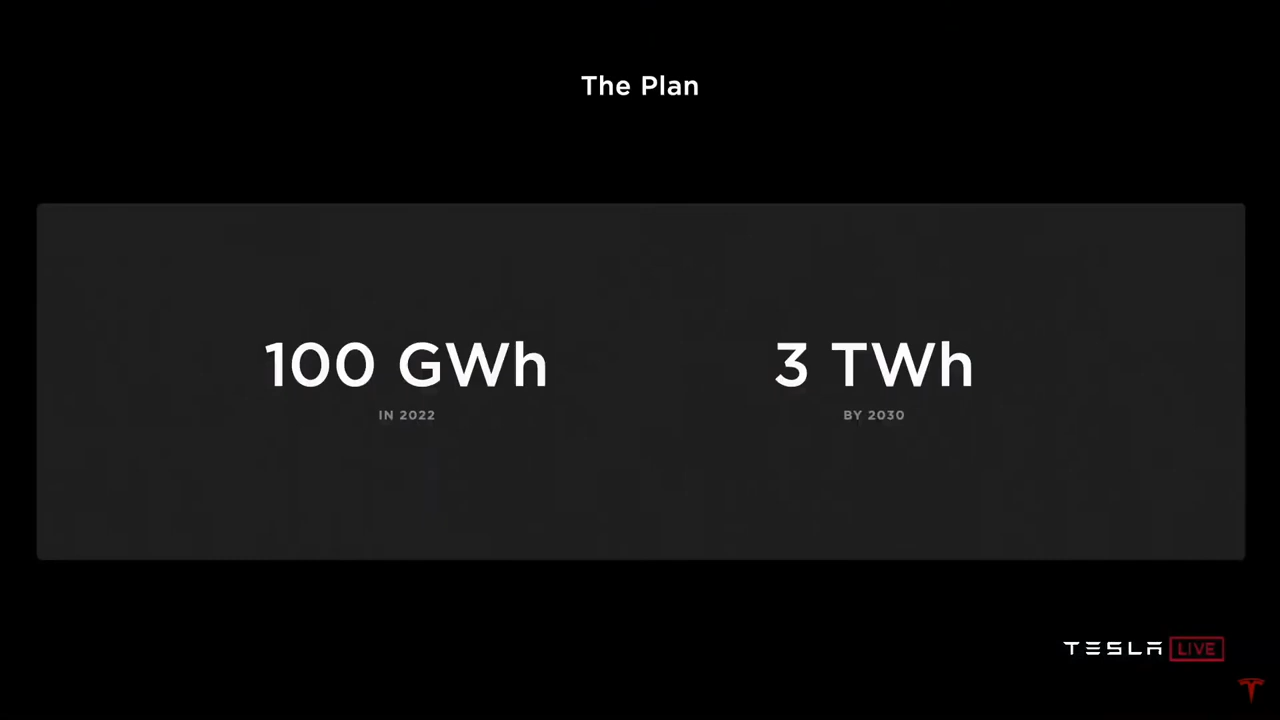 The Plan
100 GWh
IN 2022
3 TWh
BY 2030
TESLA LIVE